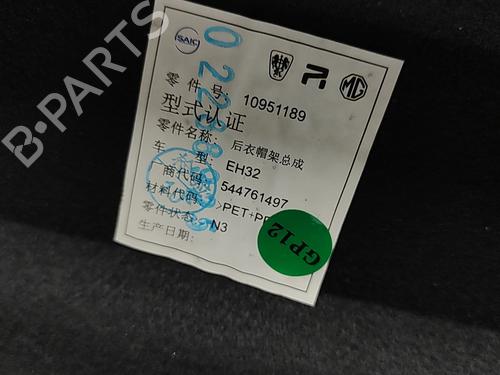 B-PARTS
SAIC
MG
零件号: 10951189
型式认证
零件名称: 后衣帽架总成
车型: EH32
厂商代码: 544761497
材料代码: >PET+P
零件状态: N3
生产日期:
GP12